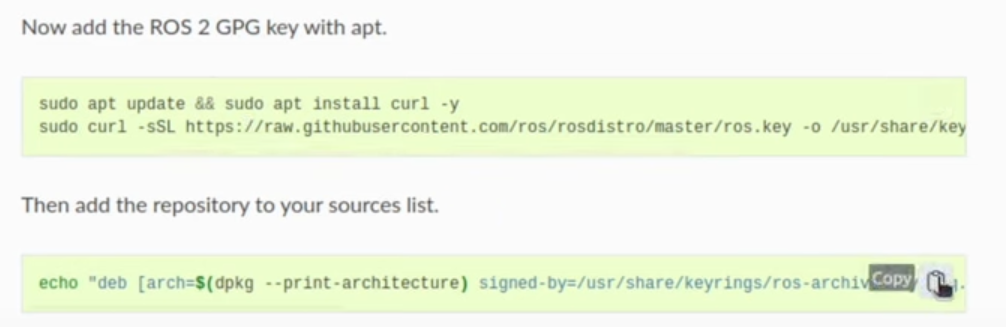 Now add the ROS 2 GPG key with apt.
sudo apt update && sudo apt install curl -y
sudo curl -sSL https://raw.githubusercontent.com/ros/rosdistro/master/ros.key -o /usr/share/key
Then add the repository to your sources list.
echo "deb [arch=$(dpkg --print-architecture) signed-by=/usr/share/keyrings/ros-archiv
Copy